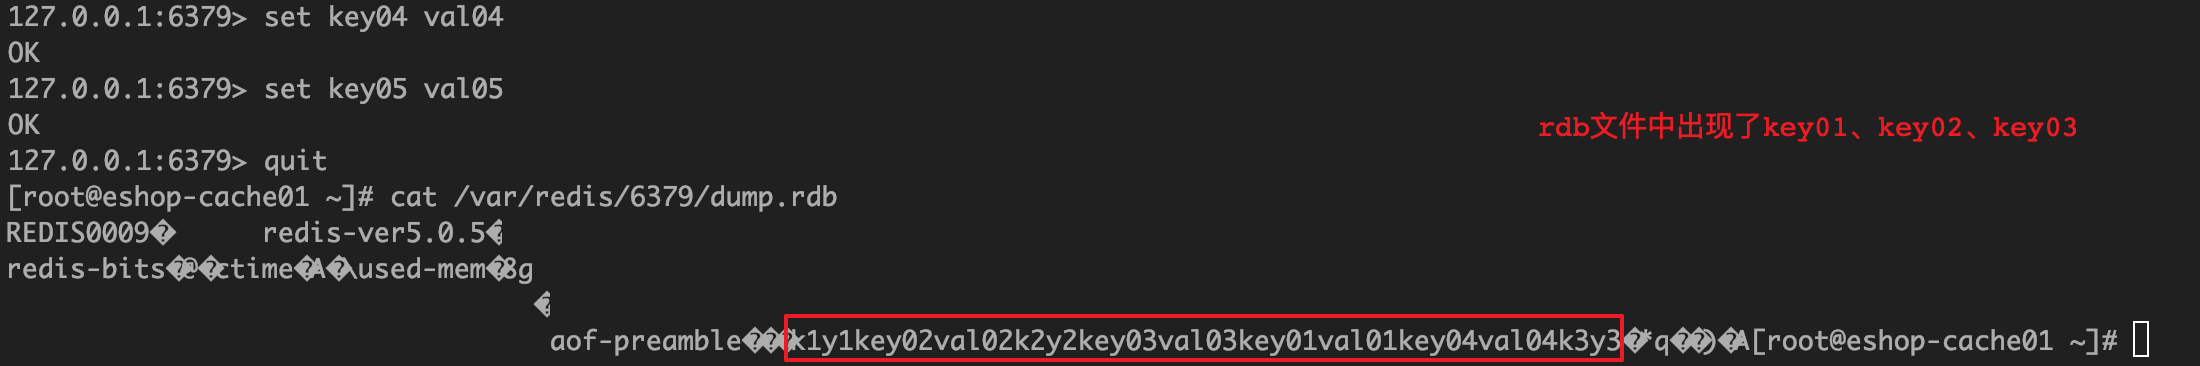 127.0.0.1:6379> set key04 val04
OK
127.0.0.1:6379> set key05 val05
OK
rdb文件中出现了key01、key02、key03
127.0.0.1:6379> quit
[root@eshop-cache01 ~]# cat /var/redis/6379/dump.rdb
REDIS0009� redis-ver5.0.5�
redis-bits�@�ctime�A�\used-mem�8g
�
aof-preamble���k1y1key02val02k2y2key03val03key01val01key04val04k3y3�*q��)�A[root@eshop-cache01 ~]#